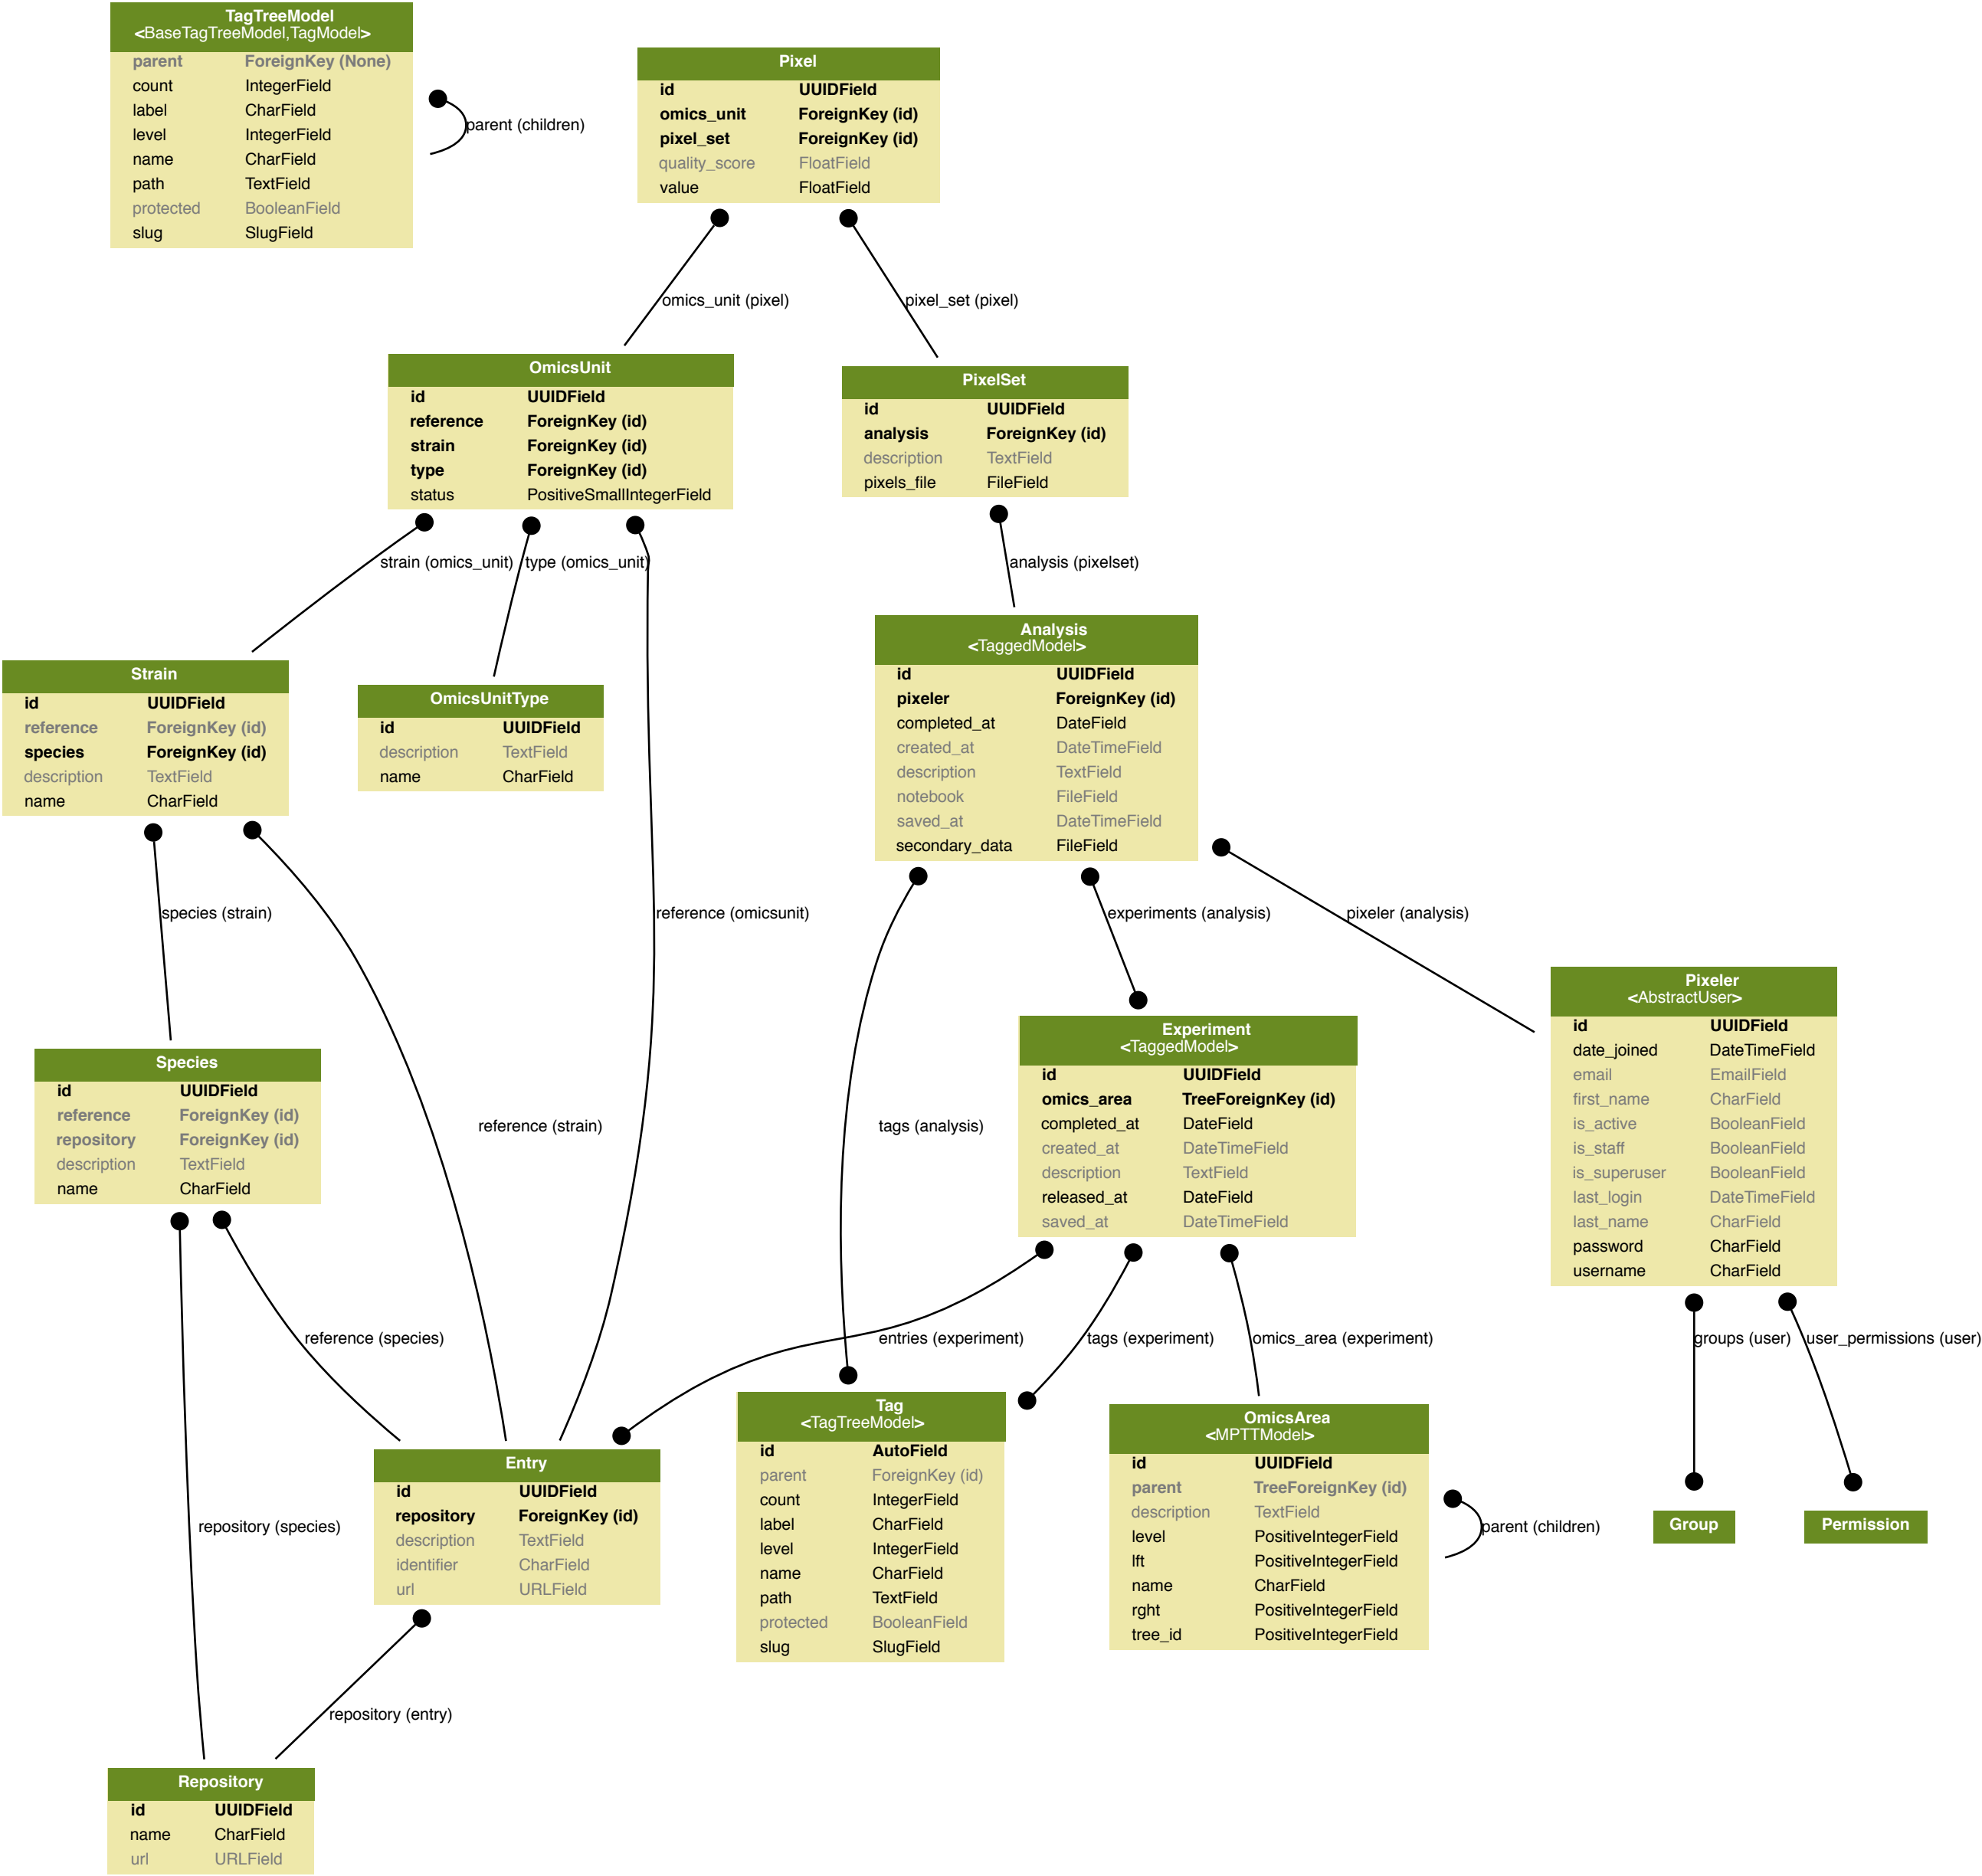 TagTreeModel
<BaseTagTreeModel,TagModel>
parent ForeignKey (None)
count IntegerField
label CharField
level IntegerField
name CharField
path TextField
protected BooleanField
slug SlugField
parent (children)
Pixel
id UUIDField
omics_unit ForeignKey (id)
pixel_set ForeignKey (id)
quality_score FloatField
value FloatField
omics_unit (pixel)
pixel_set (pixel)
OmicsUnit
id UUIDField
reference ForeignKey (id)
strain ForeignKey (id)
type ForeignKey (id)
status PositiveSmallIntegerField
PixelSet
id UUIDField
analysis ForeignKey (id)
description TextField
pixels_file FileField
strain (omics_unit)
type (omics_unit)
analysis (pixelset)
Strain
id UUIDField
reference ForeignKey (id)
species ForeignKey (id)
description TextField
name CharField
OmicsUnitType
id UUIDField
description TextField
name CharField
Analysis
<TaggedModel>
id UUIDField
pixeler ForeignKey (id)
completed_at DateField
created_at DateTimeField
description TextField
notebook FileField
saved_at DateTimeField
secondary_data FileField
species (strain)
reference (omicsunit)
experiments (analysis)
pixeler (analysis)
Pixeler
<AbstractUser>
id UUIDField
date_joined DateTimeField
email EmailField
first_name CharField
is_active BooleanField
is_staff BooleanField
is_superuser BooleanField
last_login DateTimeField
last_name CharField
password CharField
username CharField
Experiment
<TaggedModel>
id UUIDField
omics_area TreeForeignKey (id)
completed_at DateField
created_at DateTimeField
description TextField
released_at DateField
saved_at DateTimeField
Species
id UUIDField
reference ForeignKey (id)
repository ForeignKey (id)
description TextField
name CharField
reference (strain)
tags (analysis)
reference (species)
entries (experiment)
tags (experiment)
omics_area (experiment)
groups (user)
user_permissions (user)
Tag
<TagTreeModel>
id AutoField
parent ForeignKey (id)
count IntegerField
label CharField
level IntegerField
name CharField
path TextField
protected BooleanField
slug SlugField
OmicsArea
<MPTTModel>
id UUIDField
parent TreeForeignKey (id)
description TextField
level PositiveIntegerField
lft PositiveIntegerField
name CharField
rght PositiveIntegerField
tree_id PositiveIntegerField
parent (children)
Group
Permission
Entry
id UUIDField
repository ForeignKey (id)
description TextField
identifier CharField
url URLField
repository (species)
repository (entry)
Repository
id UUIDField
name CharField
url URLField